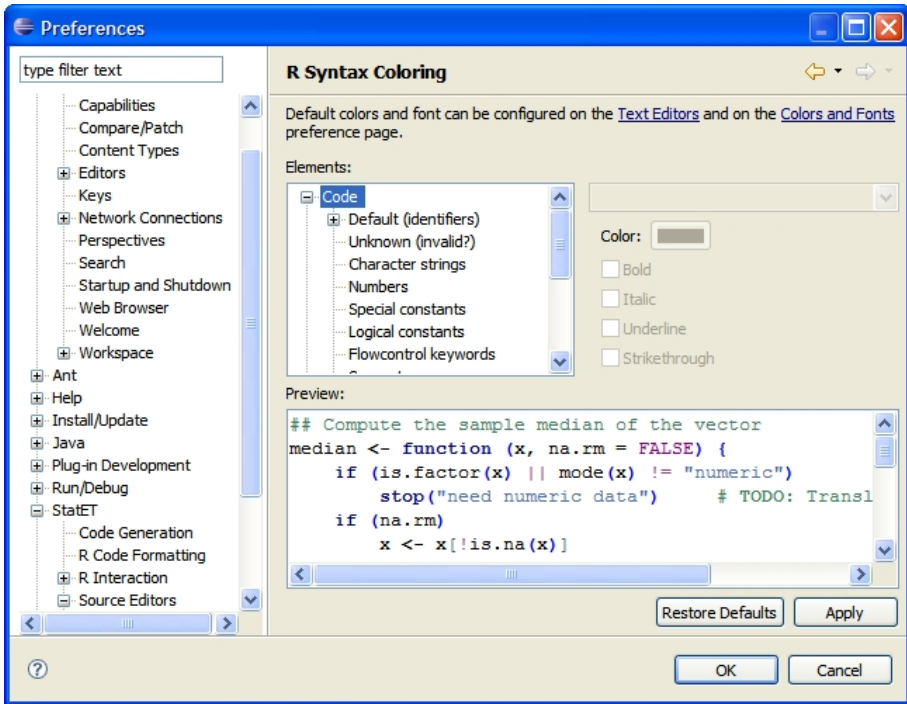 Preferences
type filter text
Capabilities
Compare/Patch
Content Types
Editors
Keys
Network Connections
Perspectives
Search
Startup and Shutdown
Web Browser
Welcome
Workspace
Ant
Help
Install/Update
Java
Plug-in Development
Run/Debug
StatET
Code Generation
R Code Formatting
R Interaction
Source Editors
R Syntax Coloring
Default colors and font can be configured on the Text Editors and on the Colors and Fonts
preference page.
Elements:
Code
Default (identifiers)
Unknown (invalid?)
Character strings
Numbers
Special constants
Logical constants
Flowcontrol keywords
Color:
Bold
Italic
Underline
Strikethrough
Preview:
## Compute the sample median of the vector
median <- function (x, na.rm = FALSE) {
    if (is.factor(x) || mode(x) != "numeric")
        stop("need numeric data")     # TODO: Transl
    if (na.rm)
        x <- x[!is.na(x)]
Restore Defaults
Apply
OK
Cancel